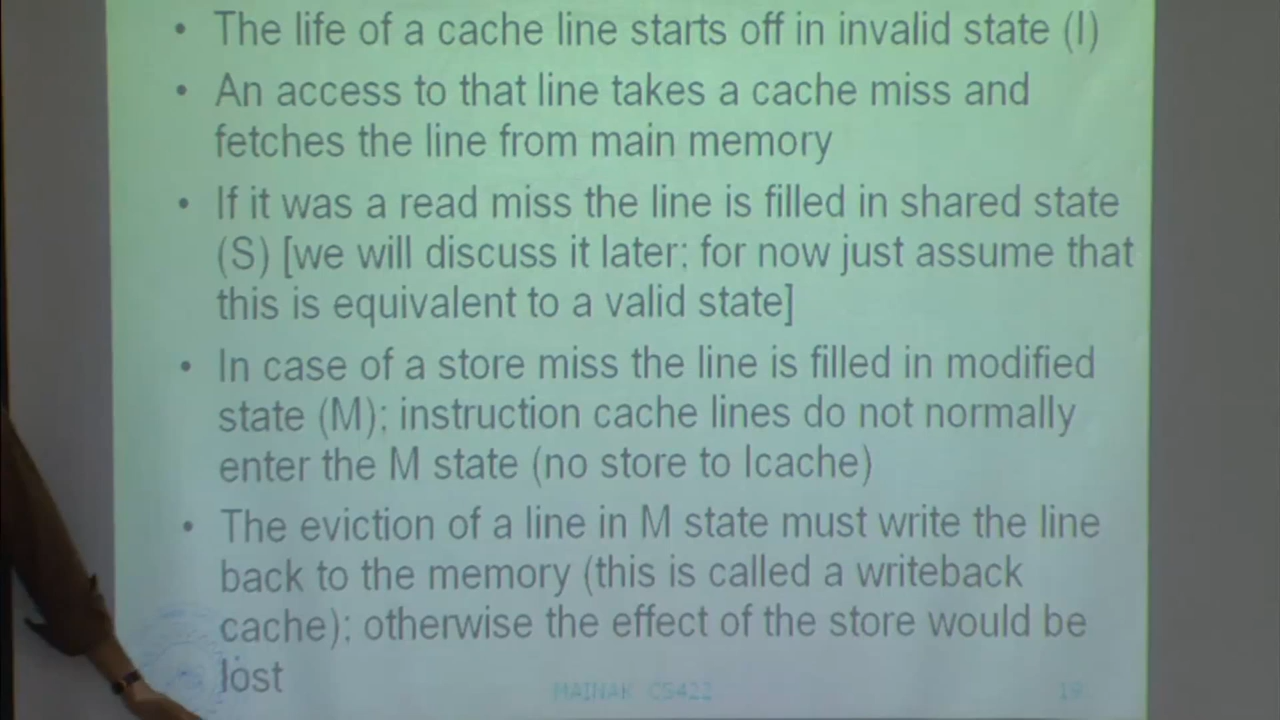 • The life of a cache line starts off in invalid state (I)
• An access to that line takes a cache miss and
fetches the line from main memory
• If it was a read miss the line is filled in shared state
(S) [we will discuss it later; for now just assume that
this is equivalent to a valid state]
• In case of a store miss the line is filled in modified
state (M); instruction cache lines do not normally
enter the M state (no store to Icache)
• The eviction of a line in M state must write the line
back to the memory (this is called a writeback
cache); otherwise the effect of the store would be
lost
MAINAK CS422
19